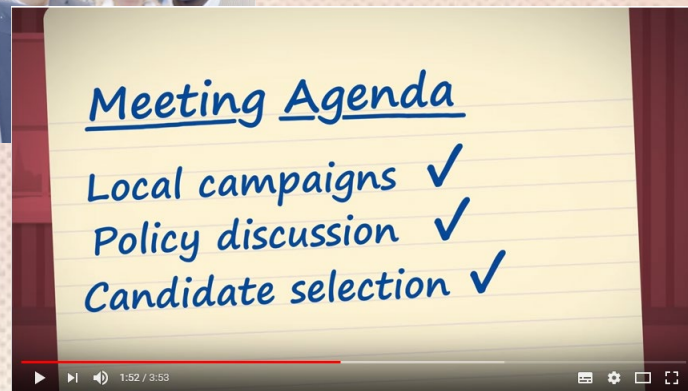 Meeting Agenda
Local campaigns ✓
Policy discussion ✓
Candidate selection ✓
1:52 / 3:53